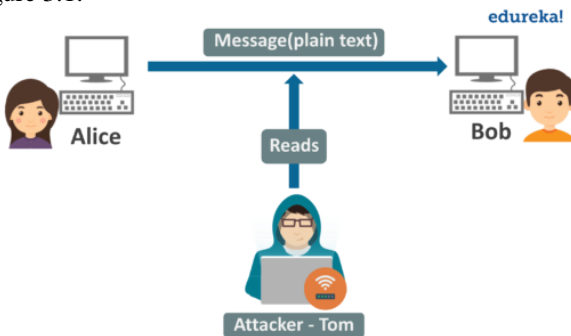 edureka!
Message(plain text)
Alice
Bob
Reads
Attacker - Tom